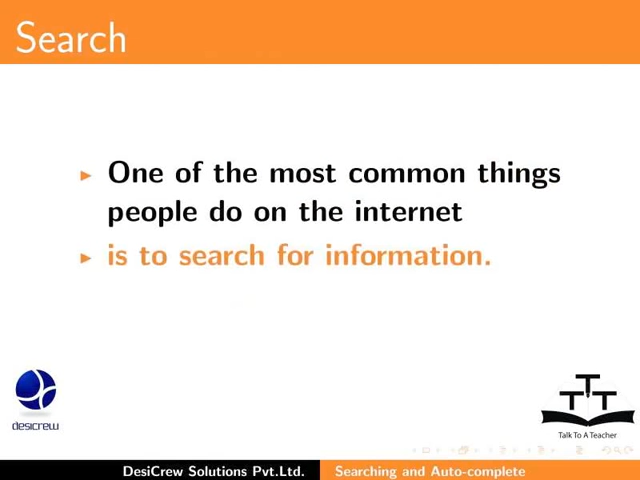 Search
One of the most common things
people do on the internet
is to search for information.
desicrew
TTT
Talk To A Teacher
DesiCrew Solutions Pvt.Ltd.
Searching and Auto-complete